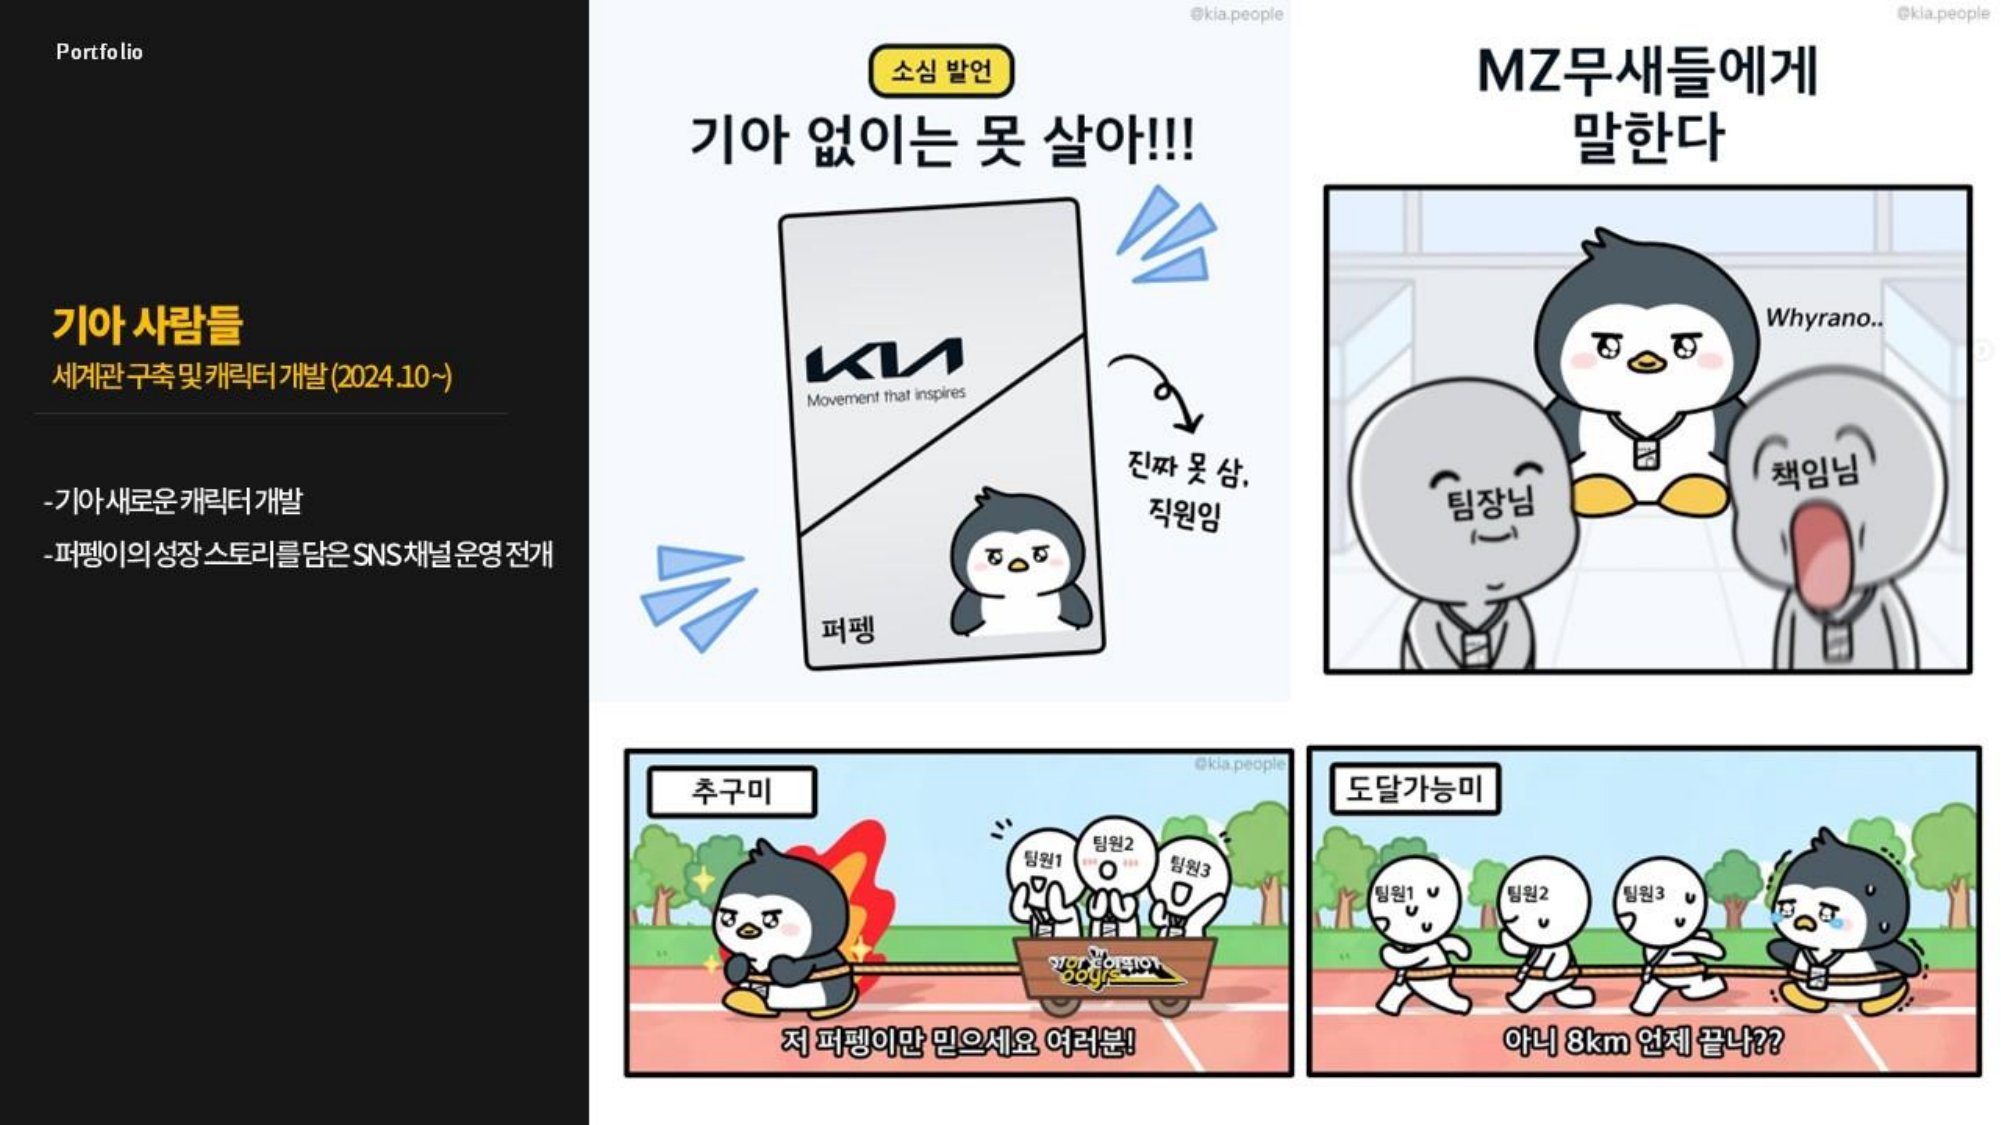 Portfolio
기아 사람들
세계관 구축 및 캐릭터 개발 (2024.10~)
- 기아 새로운 캐릭터 개발
- 퍼펭이의 성장 스토리를 담은 SNS 채널 운영 전개
@kia.people
소심 발언
기아 없이는 못 살아!!!
KIA
Movement that inspires
진짜 못 삼,
직원임
퍼펭
@kia.people
MZ무새들에게
말한다
Whyrano..
팀장님
책임님
@kia.people
추구미
팀원1
팀원2
팀원3
저 퍼펭이만 믿으세요 여러분!
도달가능미
팀원1
팀원2
팀원3
아니 8km 언제 끝나??